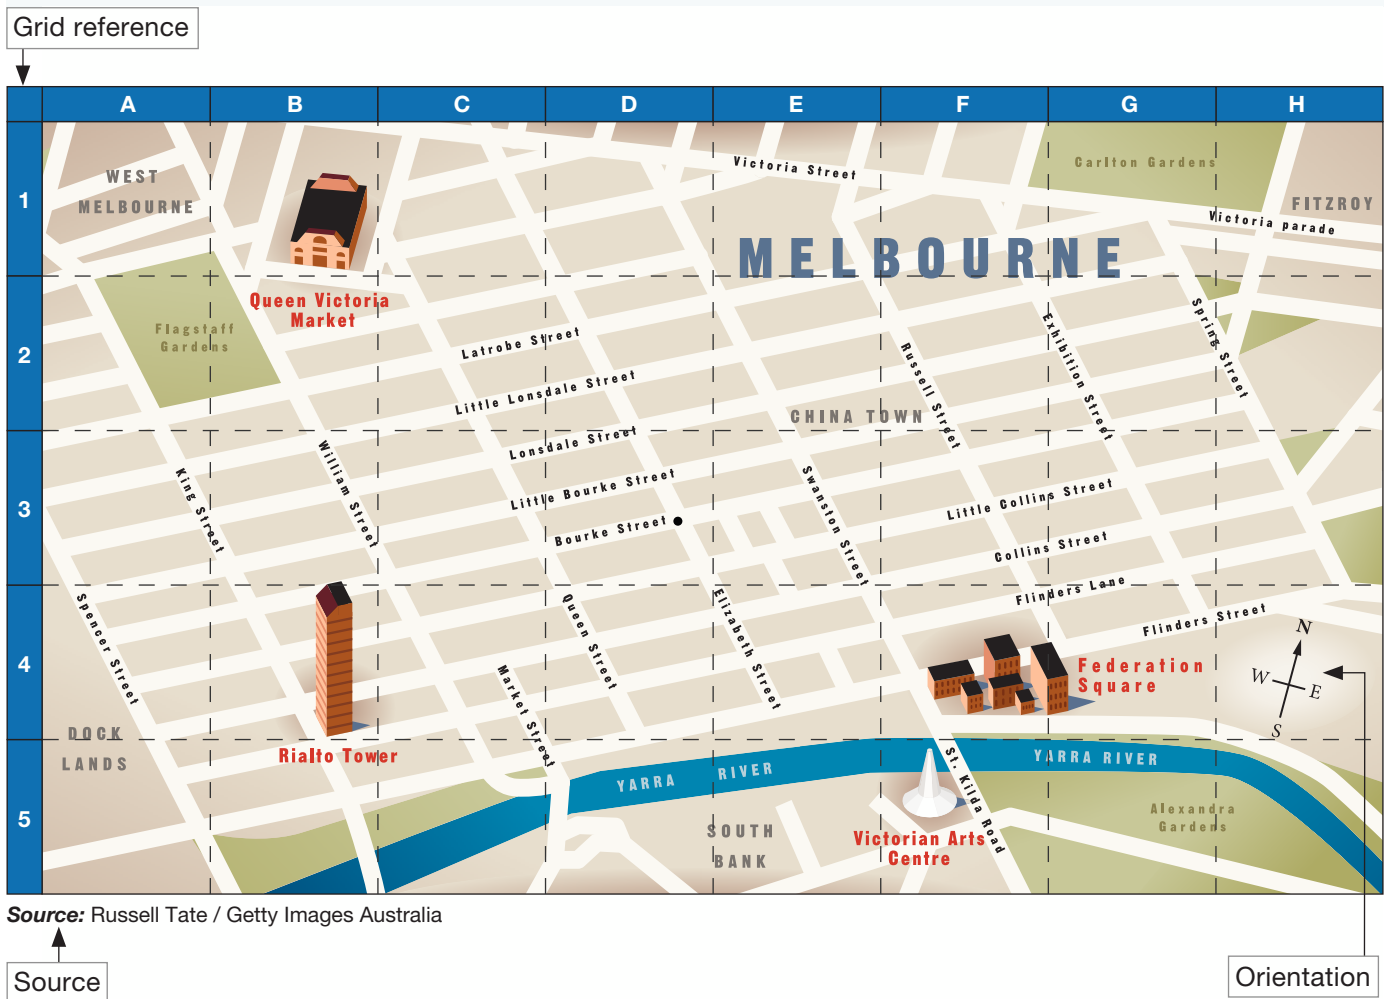 Grid reference
A B C D E F G H
1
2
3
4
5
WEST
MELBOURNE
Victoria Street
Carlton Gardens
FITZROY
Victoria parade
MELBOURNE
Queen Victoria
Market
Flagstaff
Gardens
Latrobe Street
Little Lonsdale Street
Lonsdale Street
Little Bourke Street
Bourke Street
CHINA TOWN
Russell Street
Exhibition Street
Spring Street
King Street
William Street
Swanston Street
Little Collins Street
Collins Street
Flinders Lane
Flinders Street
Spencer Street
Queen Street
Elizabeth Street
Market Street
N
W
E
S
Federation
Square
DOCK
LANDS
Rialto Tower
YARRA RIVER
YARRA RIVER
St. Kilda Road
SOUTH
BANK
Victorian Arts
Centre
Alexandra
Gardens
Source: Russell Tate / Getty Images Australia
Source
Orientation